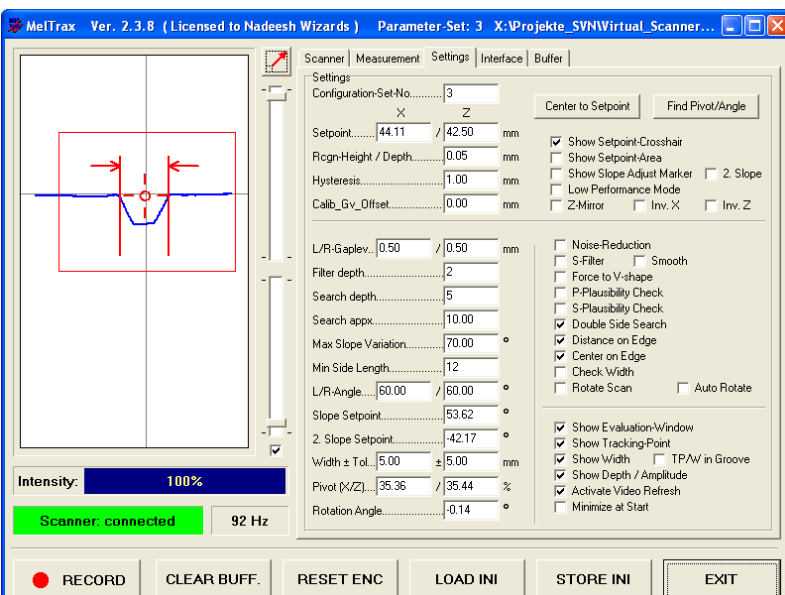 MelTrax Ver. 2.3.8 ( Licensed to Nadeesh Wizards ) Parameter-Set: 3 X:\Projekte_SVN\Virtual_Scanner...
Scanner Measurement Settings Interface Buffer
Settings
Configuration-Set-No........... 3
X Z
Setpoint........ 44.11 / 42.50 mm
Rcgn-Height / Depth........... 0.05 mm
Hysteresis........... 1.00 mm
Calib_Gv_Offset........... 0.00 mm
Center to Setpoint Find Pivot/Angle
Show Setpoint-Crosshair
Show Setpoint-Area
Show Slope Adjust Marker 2. Slope
Low Performance Mode
Z-Mirror Inv. X Inv. Z
L/R-Gaplev.. 0.50 / 0.50 mm
Filter depth........... 2
Search depth........... 5
Search appx........... 10.00
Max Slope Variation........... 70.00 °
Min Side Length........... 12
L/R-Angle..... 60.00 / 60.00 °
Slope Setpoint........... 53.62 °
2. Slope Setpoint........... -42.17 °
Width ± Tol... 5.00 ± 5.00 mm
Pivot (X/Z).... 35.36 / 35.44 %
Rotation Angle........... -0.14 °
Noise-Reduction
S-Filter Smooth
Force to V-shape
P-Plausibility Check
S-Plausibility Check
Double Side Search
Distance on Edge
Center on Edge
Check Width
Rotate Scan Auto Rotate
Show Evaluation-Window
Show Tracking-Point
Show Width TP/W in Groove
Show Depth / Amplitude
Activate Video Refresh
Minimize at Start
Intensity: 100%
Scanner: connected 92 Hz
RECORD CLEAR BUFF. RESET ENC LOAD INI STORE INI EXIT